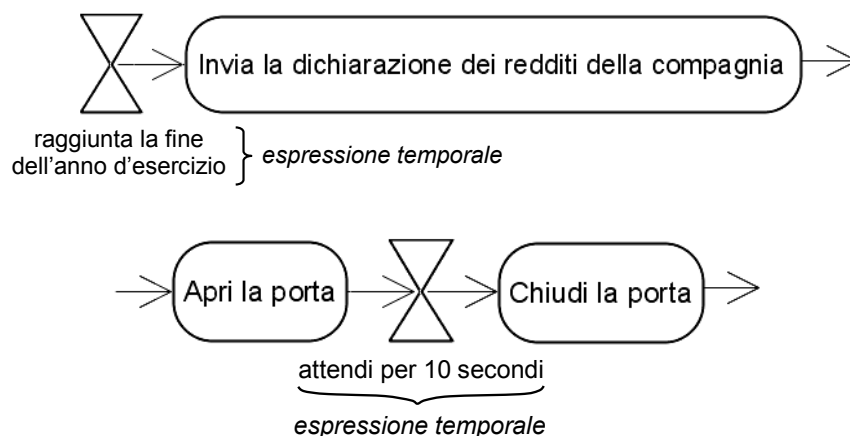 Invia la dichiarazione dei redditi della compagnia
raggiunta la fine
dell'anno d'esercizio
espressione temporale
Apri la porta
Chiudi la porta
attendi per 10 secondi
espressione temporale